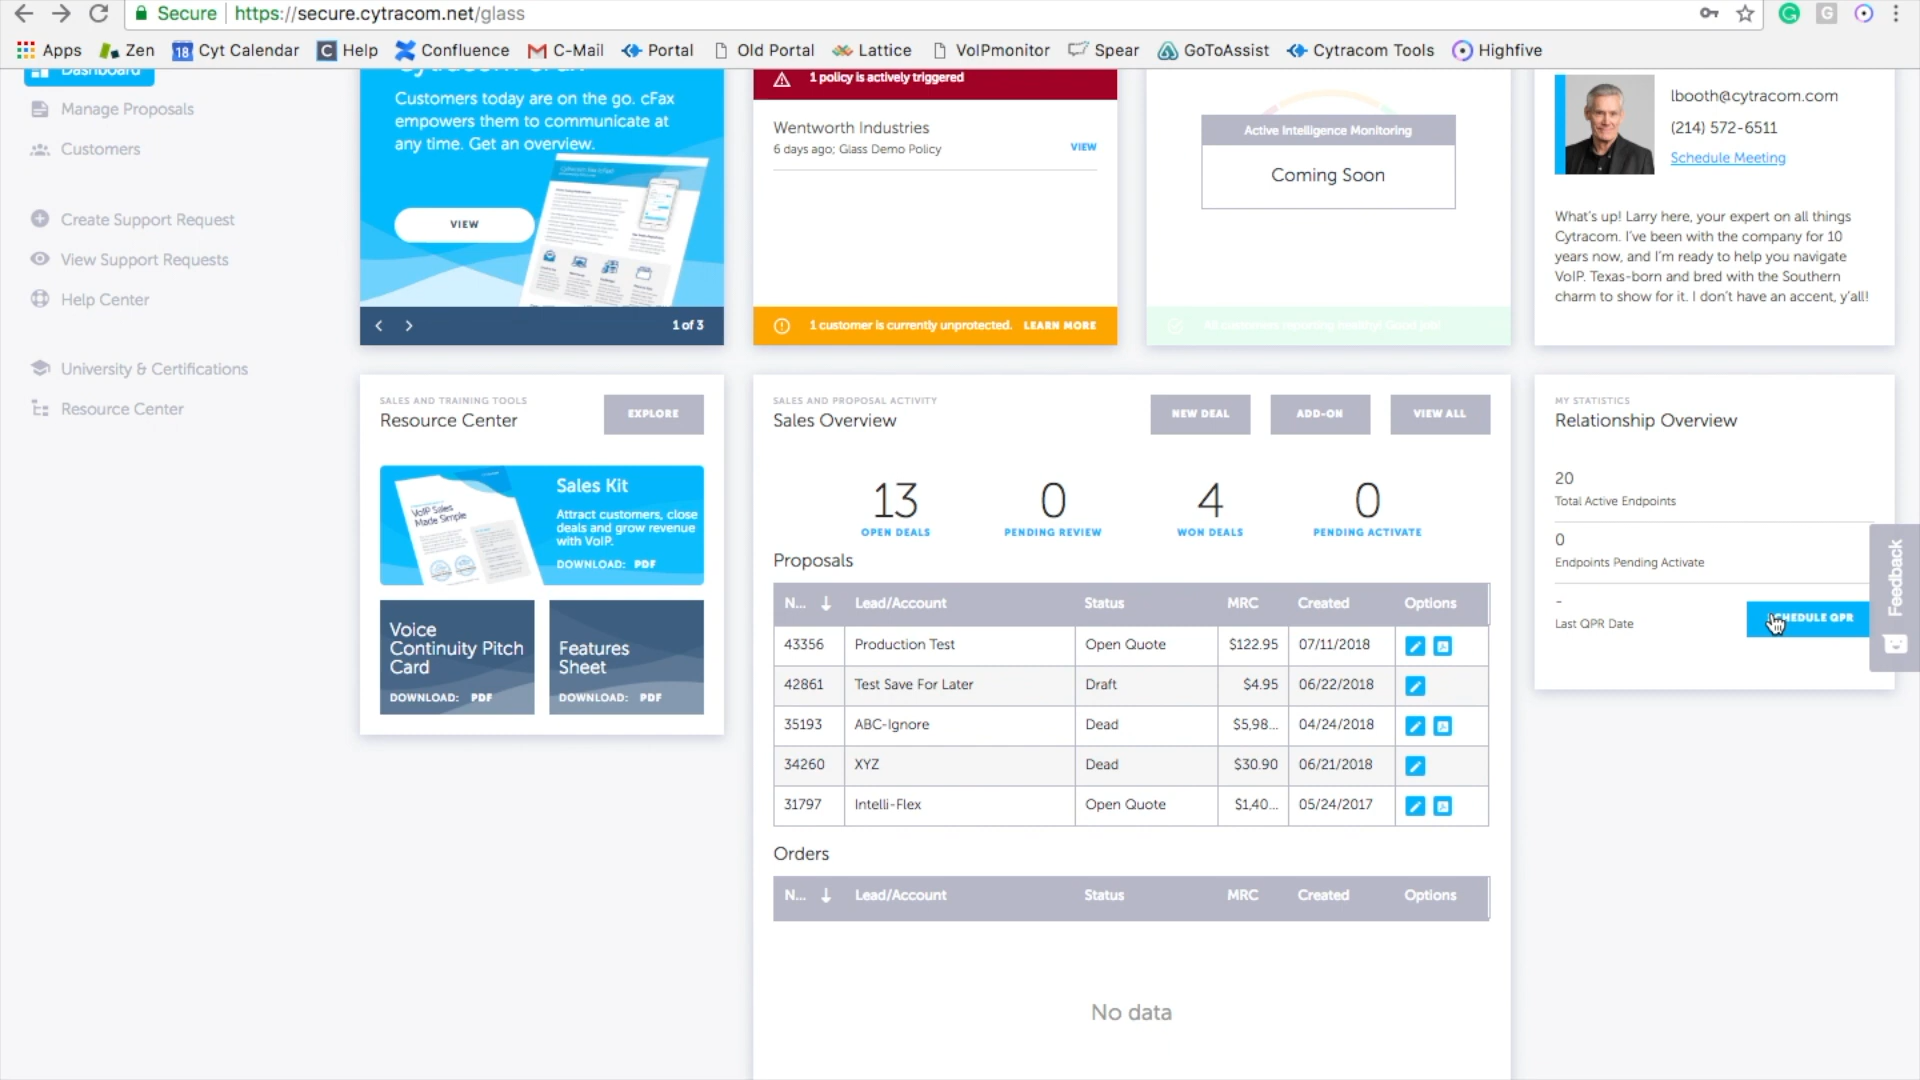 Secure https://secure.cytracom.net/glass
Apps Zen 18 Cyt Calendar C Help Confluence C-Mail Portal Old Portal Lattice VoIPmonitor Spear GoToAssist Cytracom Tools Highfive
Dashboard
Manage Proposals
Customers
Create Support Request
View Support Requests
Help Center
University & Certifications
Resource Center
Customers today are on the go. cFax
empowers them to communicate at
any time. Get an overview.
VIEW
1 of 3
1 policy is actively triggered
Wentworth Industries
6 days ago; Glass Demo Policy
VIEW
1 customer is currently unprotected. LEARN MORE
Active Intelligence Monitoring
Coming Soon
lbooth@cytracom.com
(214) 572-6511
Schedule Meeting
What's up! Larry here, your expert on all things
Cytracom. I've been with the company for 10
years now, and I'm ready to help you navigate
VoIP. Texas-born and bred with the Southern
charm to show for it. I don't have an accent, y'all!
SALES AND TRAINING TOOLS
Resource Center
EXPLORE
VoIP Sales
Made Simple
Sales Kit
Attract customers, close
deals and grow revenue
with VoIP.
DOWNLOAD: PDF
Voice
Continuity Pitch
Card
DOWNLOAD: PDF
Features
Sheet
DOWNLOAD: PDF
SALES AND PROPOSAL ACTIVITY
Sales Overview
NEW DEAL ADD-ON VIEW ALL
13 0 4 0
OPEN DEALS PENDING REVIEW WON DEALS PENDING ACTIVATE
Proposals
N... Lead/Account Status MRC Created Options
43356 Production Test Open Quote $122.95 07/11/2018
42861 Test Save For Later Draft $4.95 06/22/2018
35193 ABC-Ignore Dead $5,98... 04/24/2018
34260 XYZ Dead $30.90 06/21/2018
31797 Intelli-Flex Open Quote $1,40... 05/24/2017
Orders
N... Lead/Account Status MRC Created Options
No data
MY STATISTICS
Relationship Overview
20
Total Active Endpoints
0
Endpoints Pending Activate
-
Last QPR Date
QPR
Feedback